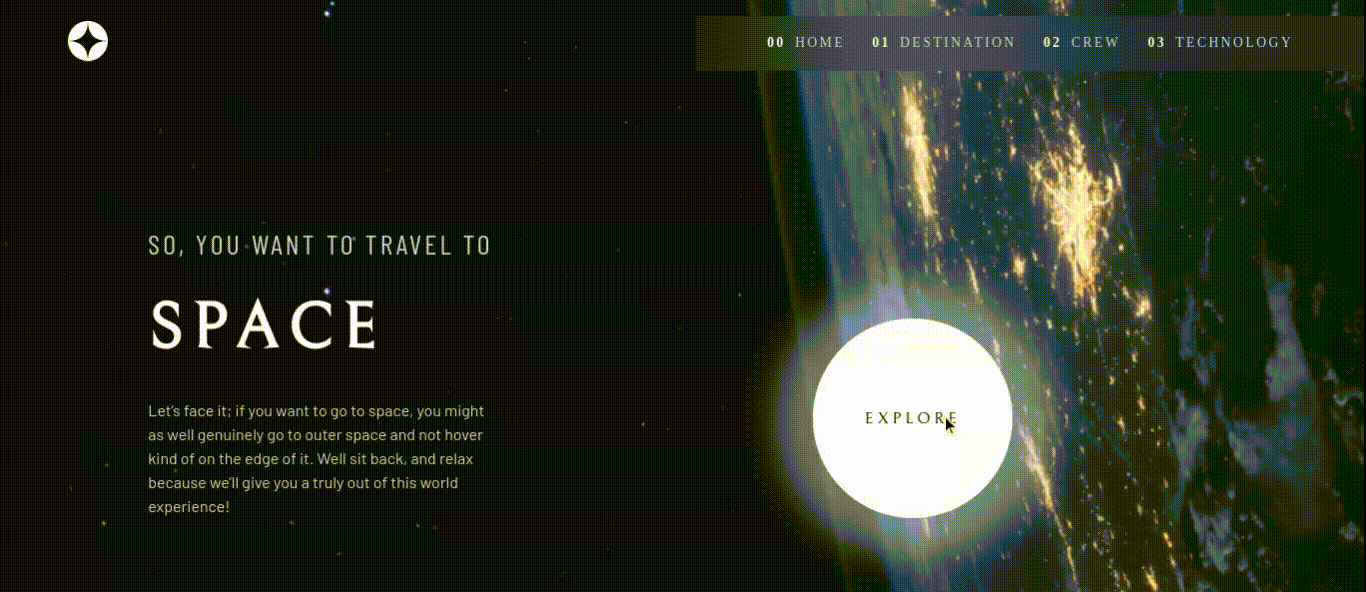 00 HOME 01 DESTINATION 02 CREW 03 TECHNOLOGY
SO, YOU WANT TO TRAVEL TO
SPACE
Let's face it; if you want to go to space, you might
as well genuinely go to outer space and not hover
kind of on the edge of it. Well sit back, and relax
because we'll give you a truly out of this world
experience!
EXPLORE